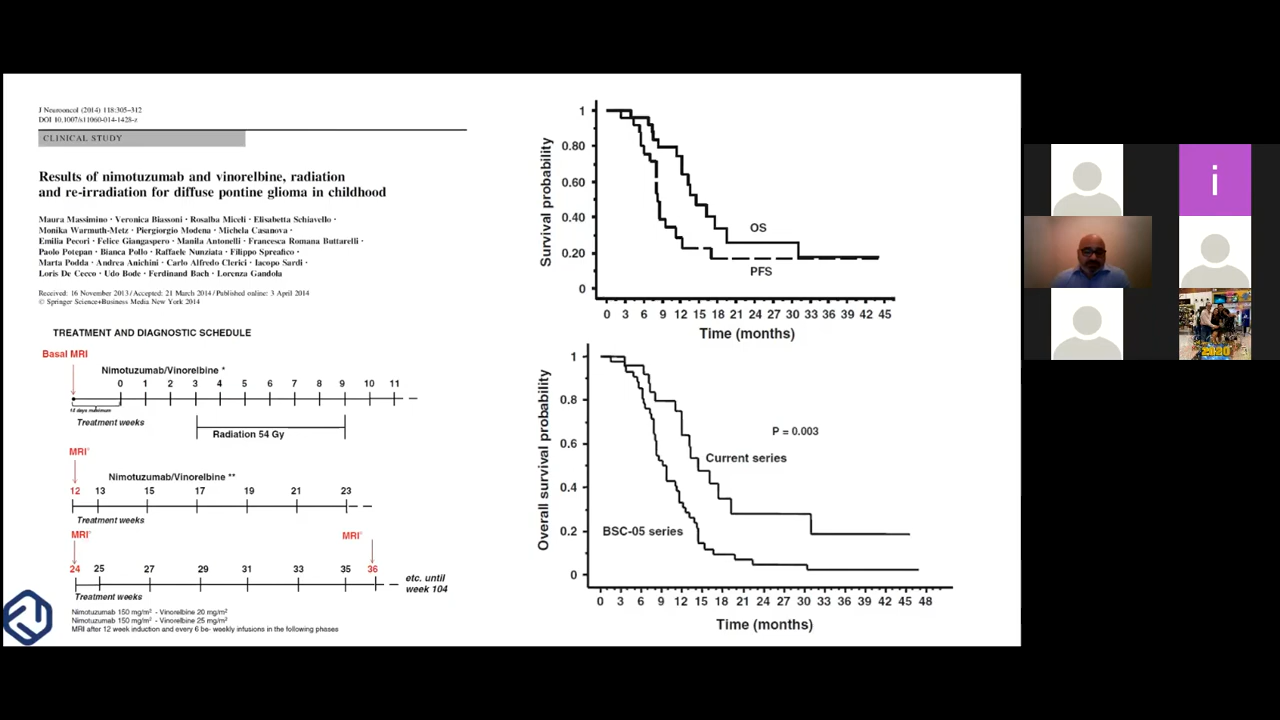 J Neurooncol (2014) 118:305–312
DOI 10.1007/s11060-014-1428-z
CLINICAL STUDY
Results of nimotuzumab and vinorelbine, radiation
and re-irradiation for diffuse pontine glioma in childhood
Maura Massimino · Veronica Biassoni · Rosalba Miceli · Elisabetta Schiavello ·
Monika Warmuth-Metz · Piergiorgio Modena · Michela Casanova ·
Emilia Pecori · Felice Giangaspero · Manila Antonelli · Francesca Romana Buttarelli ·
Paolo Potepan · Bianca Pollo · Raffaele Nunziata · Filippo Spreafico ·
Marta Podda · Andrea Anichini · Carlo Alfredo Clerici · Iacopo Sardi ·
Loris De Cecco · Udo Bode · Ferdinand Bach · Lorenza Gandola
Received: 16 November 2013 / Accepted: 21 March 2014 / Published online: 3 April 2014
© Springer Science+Business Media New York 2014
TREATMENT AND DIAGNOSTIC SCHEDULE
Basal MRI
Nimotuzumab/Vinorelbine *
0 1 2 3 4 5 6 7 8 9 10 11
15 days maximum
Treatment weeks
Radiation 54 Gy
MRI°
Nimotuzumab/Vinorelbine **
12 13 15 17 19 21 23
Treatment weeks
MRI°
MRI°
24 25 27 29 31 33 35 36
etc. until
week 104
Treatment weeks
Nimotuzumab 150 mg/m² - Vinorelbine 20 mg/m²
Nimotuzumab 150 mg/m² - Vinorelbine 25 mg/m²
MRI after 12 week induction and every 6 be- weekly infusions in the following phases
Survival probability
1
0.80
0.60
0.40
0.20
0
OS
PFS
0 3 6 9 12 15 18 21 24 27 30 33 36 39 42 45
Time (months)
Overall survival probability
1
0.8
0.6
0.4
0.2
0
P = 0.003
Current series
BSC-05 series
0 3 6 9 12 15 18 21 24 27 30 33 36 39 42 45 48
Time (months)
i
2020